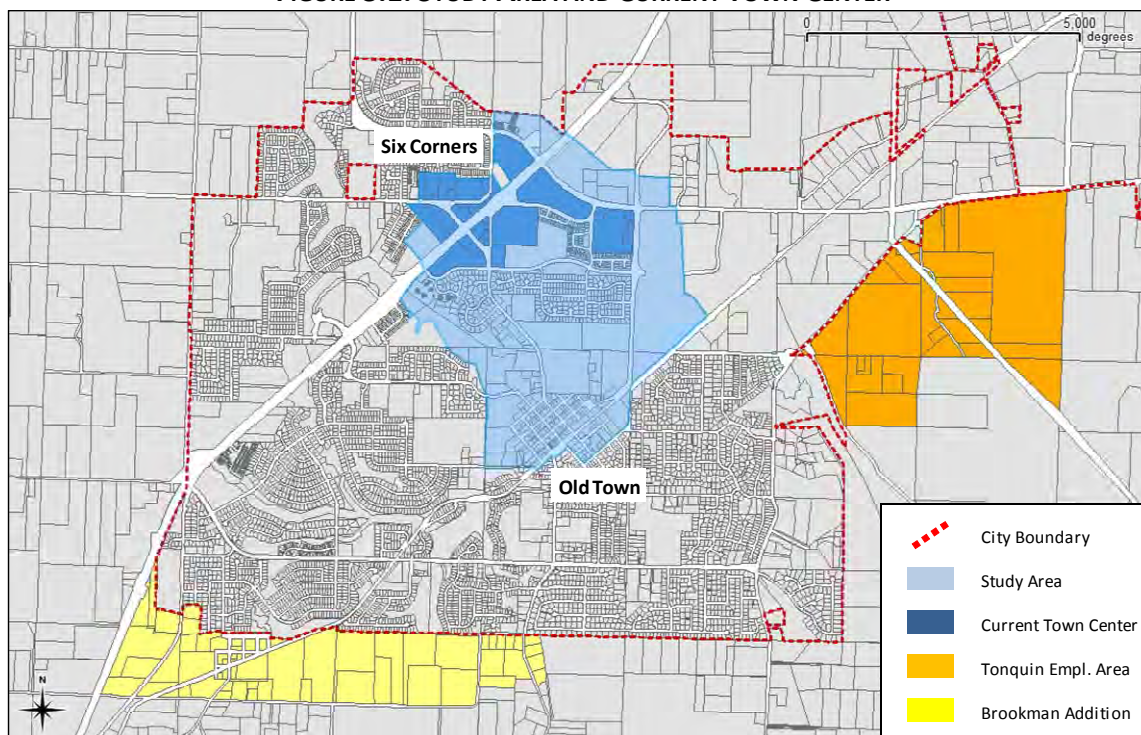 0
5,000
degrees
Six Corners
Old Town
N
City Boundary
Study Area
Current Town Center
Tonquin Empl. Area
Brookman Addition